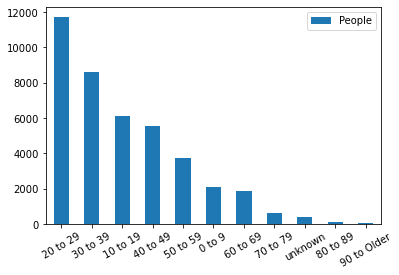 12000
10000
8000
6000
4000
2000
0
People
20 to 29
30 to 39
10 to 19
40 to 49
50 to 59
0 to 9
60 to 69
70 to 79
unknown
80 to 89
90 to Older